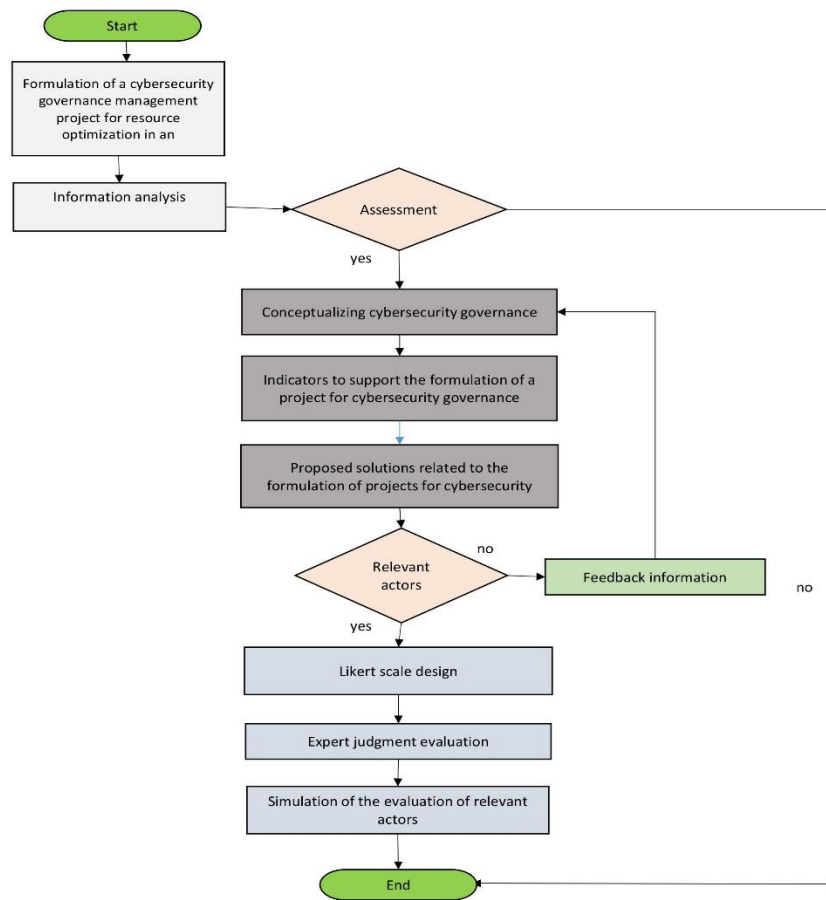 Start
Formulation of a cybersecurity
governance management
project for resource
optimization in an
Information analysis
Assessment
yes
Conceptualizing cybersecurity governance
Indicators to support the formulation of a
project for cybersecurity governance
Proposed solutions related to the
formulation of projects for cybersecurity
no
Relevant
actors
Feedback information
no
yes
Likert scale design
Expert judgment evaluation
Simulation of the evaluation of relevant
actors
End